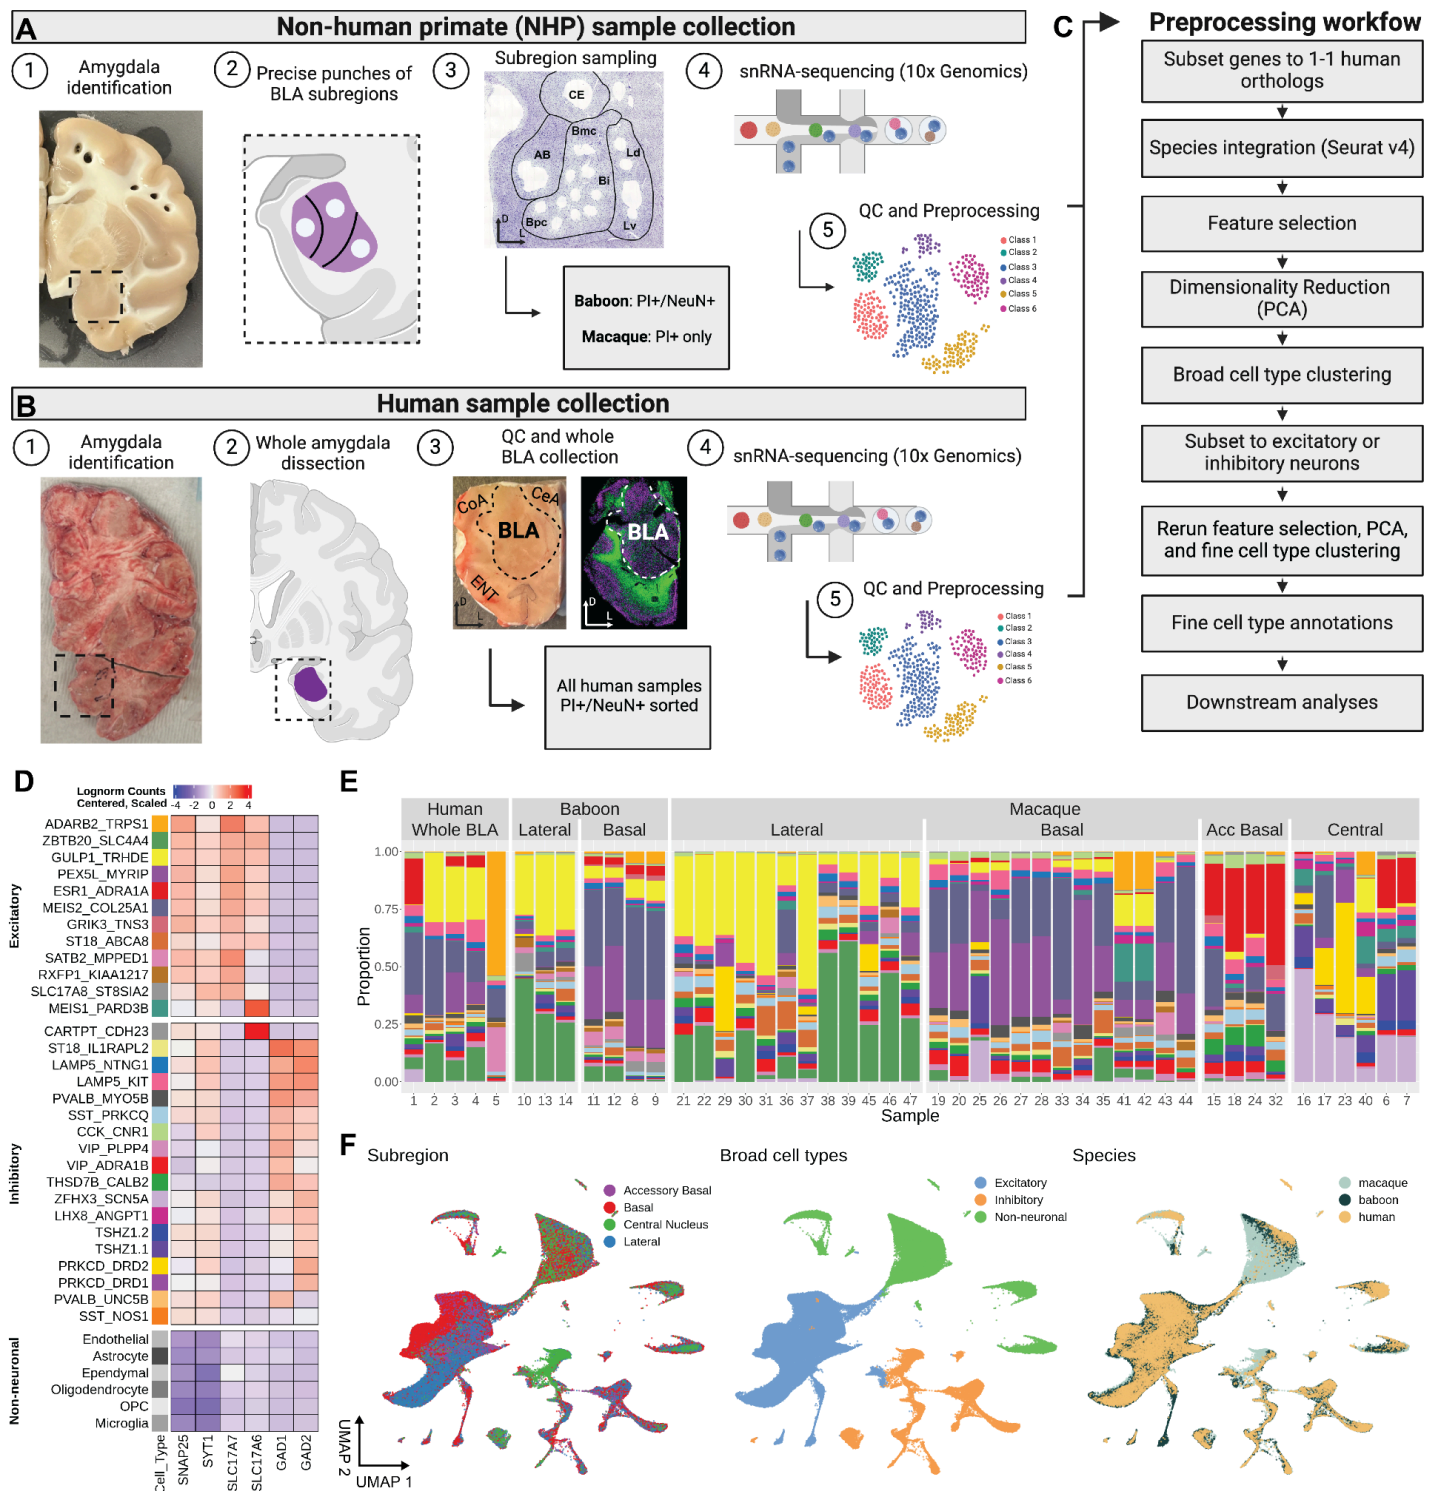 A
Non-human primate (NHP) sample collection
1
Amygdala
identification
2
Precise punches of
BLA subregions
3
Subregion sampling
CE
Bmc
AB
Ld
Bi
Bpc
Lv
D
L
Baboon: PI+/NeuN+
Macaque: PI+ only
4
snRNA-sequencing (10x Genomics)
5
QC and Preprocessing
Class 1
Class 2
Class 3
Class 4
Class 5
Class 6
B
Human sample collection
1
Amygdala
identification
2
Whole amygdala
dissection
3
QC and whole
BLA collection
CoA
CeA
BLA
ENT
D
L
BLA
D
L
All human samples
PI+/NeuN+ sorted
4
snRNA-sequencing (10x Genomics)
5
QC and Preprocessing
Class 1
Class 2
Class 3
Class 4
Class 5
Class 6
C
Preprocessing workfow
Subset genes to 1-1 human
orthologs
Species integration (Seurat v4)
Feature selection
Dimensionality Reduction
(PCA)
Broad cell type clustering
Subset to excitatory or
inhibitory neurons
Rerun feature selection, PCA,
and fine cell type clustering
Fine cell type annotations
Downstream analyses
D
Lognorm Counts
Centered, Scaled
-4 -2 0 2 4
Excitatory
ADARB2_TRPS1
ZBTB20_SLC4A4
GULP1_TRHDE
PEX5L_MYRIP
ESR1_ADRA1A
MEIS2_COL25A1
GRIK3_TNS3
ST18_ABCA8
SATB2_MPPED1
RXFP1_KIAA1217
SLC17A8_ST8SIA2
MEIS1_PARD3B
Inhibitory
CARTPT_CDH23
ST18_IL1RAPL2
LAMP5_NTNG1
LAMP5_KIT
PVALB_MYO5B
SST_PRKCQ
CCK_CNR1
VIP_PLPP4
VIP_ADRA1B
THSD7B_CALB2
ZFHX3_SCN5A
LHX8_ANGPT1
TSHZ1.2
TSHZ1.1
PRKCD_DRD2
PRKCD_DRD1
PVALB_UNC5B
SST_NOS1
Non-neuronal
Endothelial
Astrocyte
Ependymal
Oligodendrocyte
OPC
Microglia
Cell_Type
SNAP25
SYT1
SLC17A7
SLC17A6
GAD1
GAD2
E
Human
Baboon
Macaque
Whole BLA
Lateral
Basal
Lateral
Basal
Acc Basal
Central
Proportion
1.00
0.75
0.50
0.25
0.00
1 2 3 4 5 10 13 14 11 12 8 9 21 22 29 30 31 36 37 38 39 45 46 47 19 20 25 26 27 28 33 34 35 41 42 43 44 15 18 24 32 16 17 23 40 6 7
Sample
F
Subregion
Accessory Basal
Basal
Central Nucleus
Lateral
UMAP 2
UMAP 1
Broad cell types
Excitatory
Inhibitory
Non-neuronal
Species
macaque
baboon
human